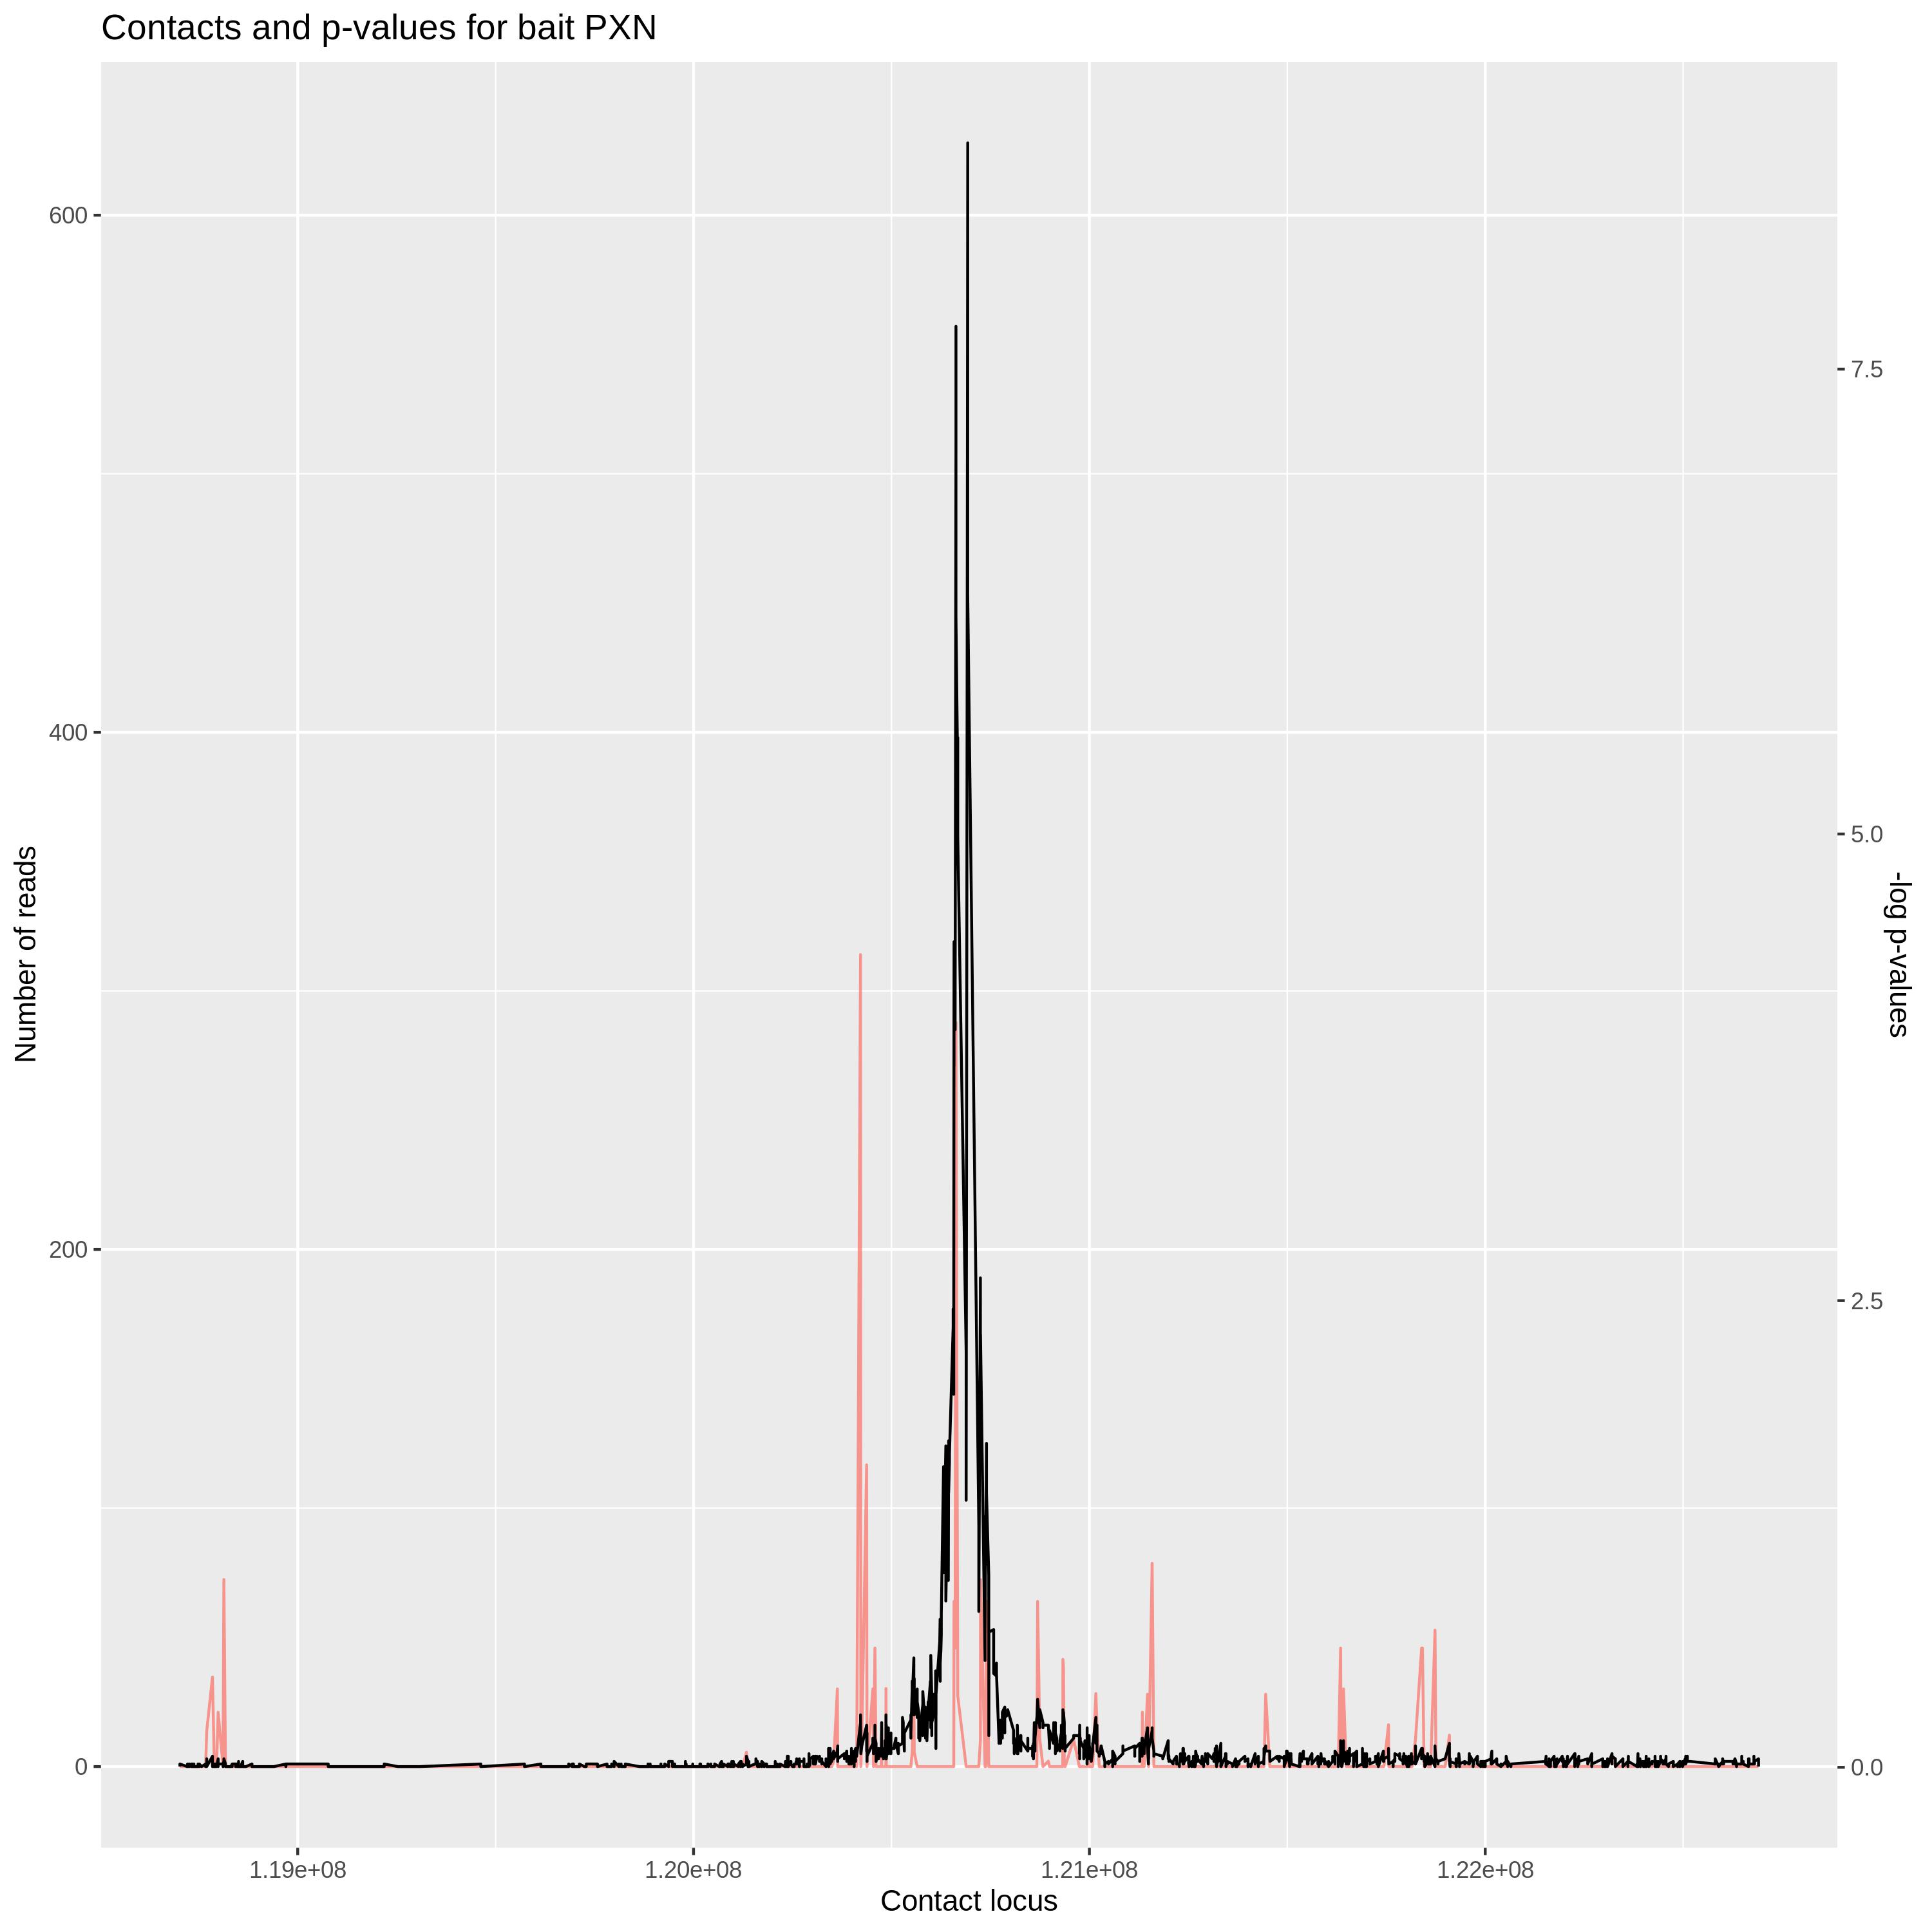 Contacts and p-values for bait PXN
600
400
200
0
7.5
5.0
2.5
0.0
Number of reads
-log p-values
1.19e+08
1.20e+08
1.21e+08
1.22e+08
Contact locus